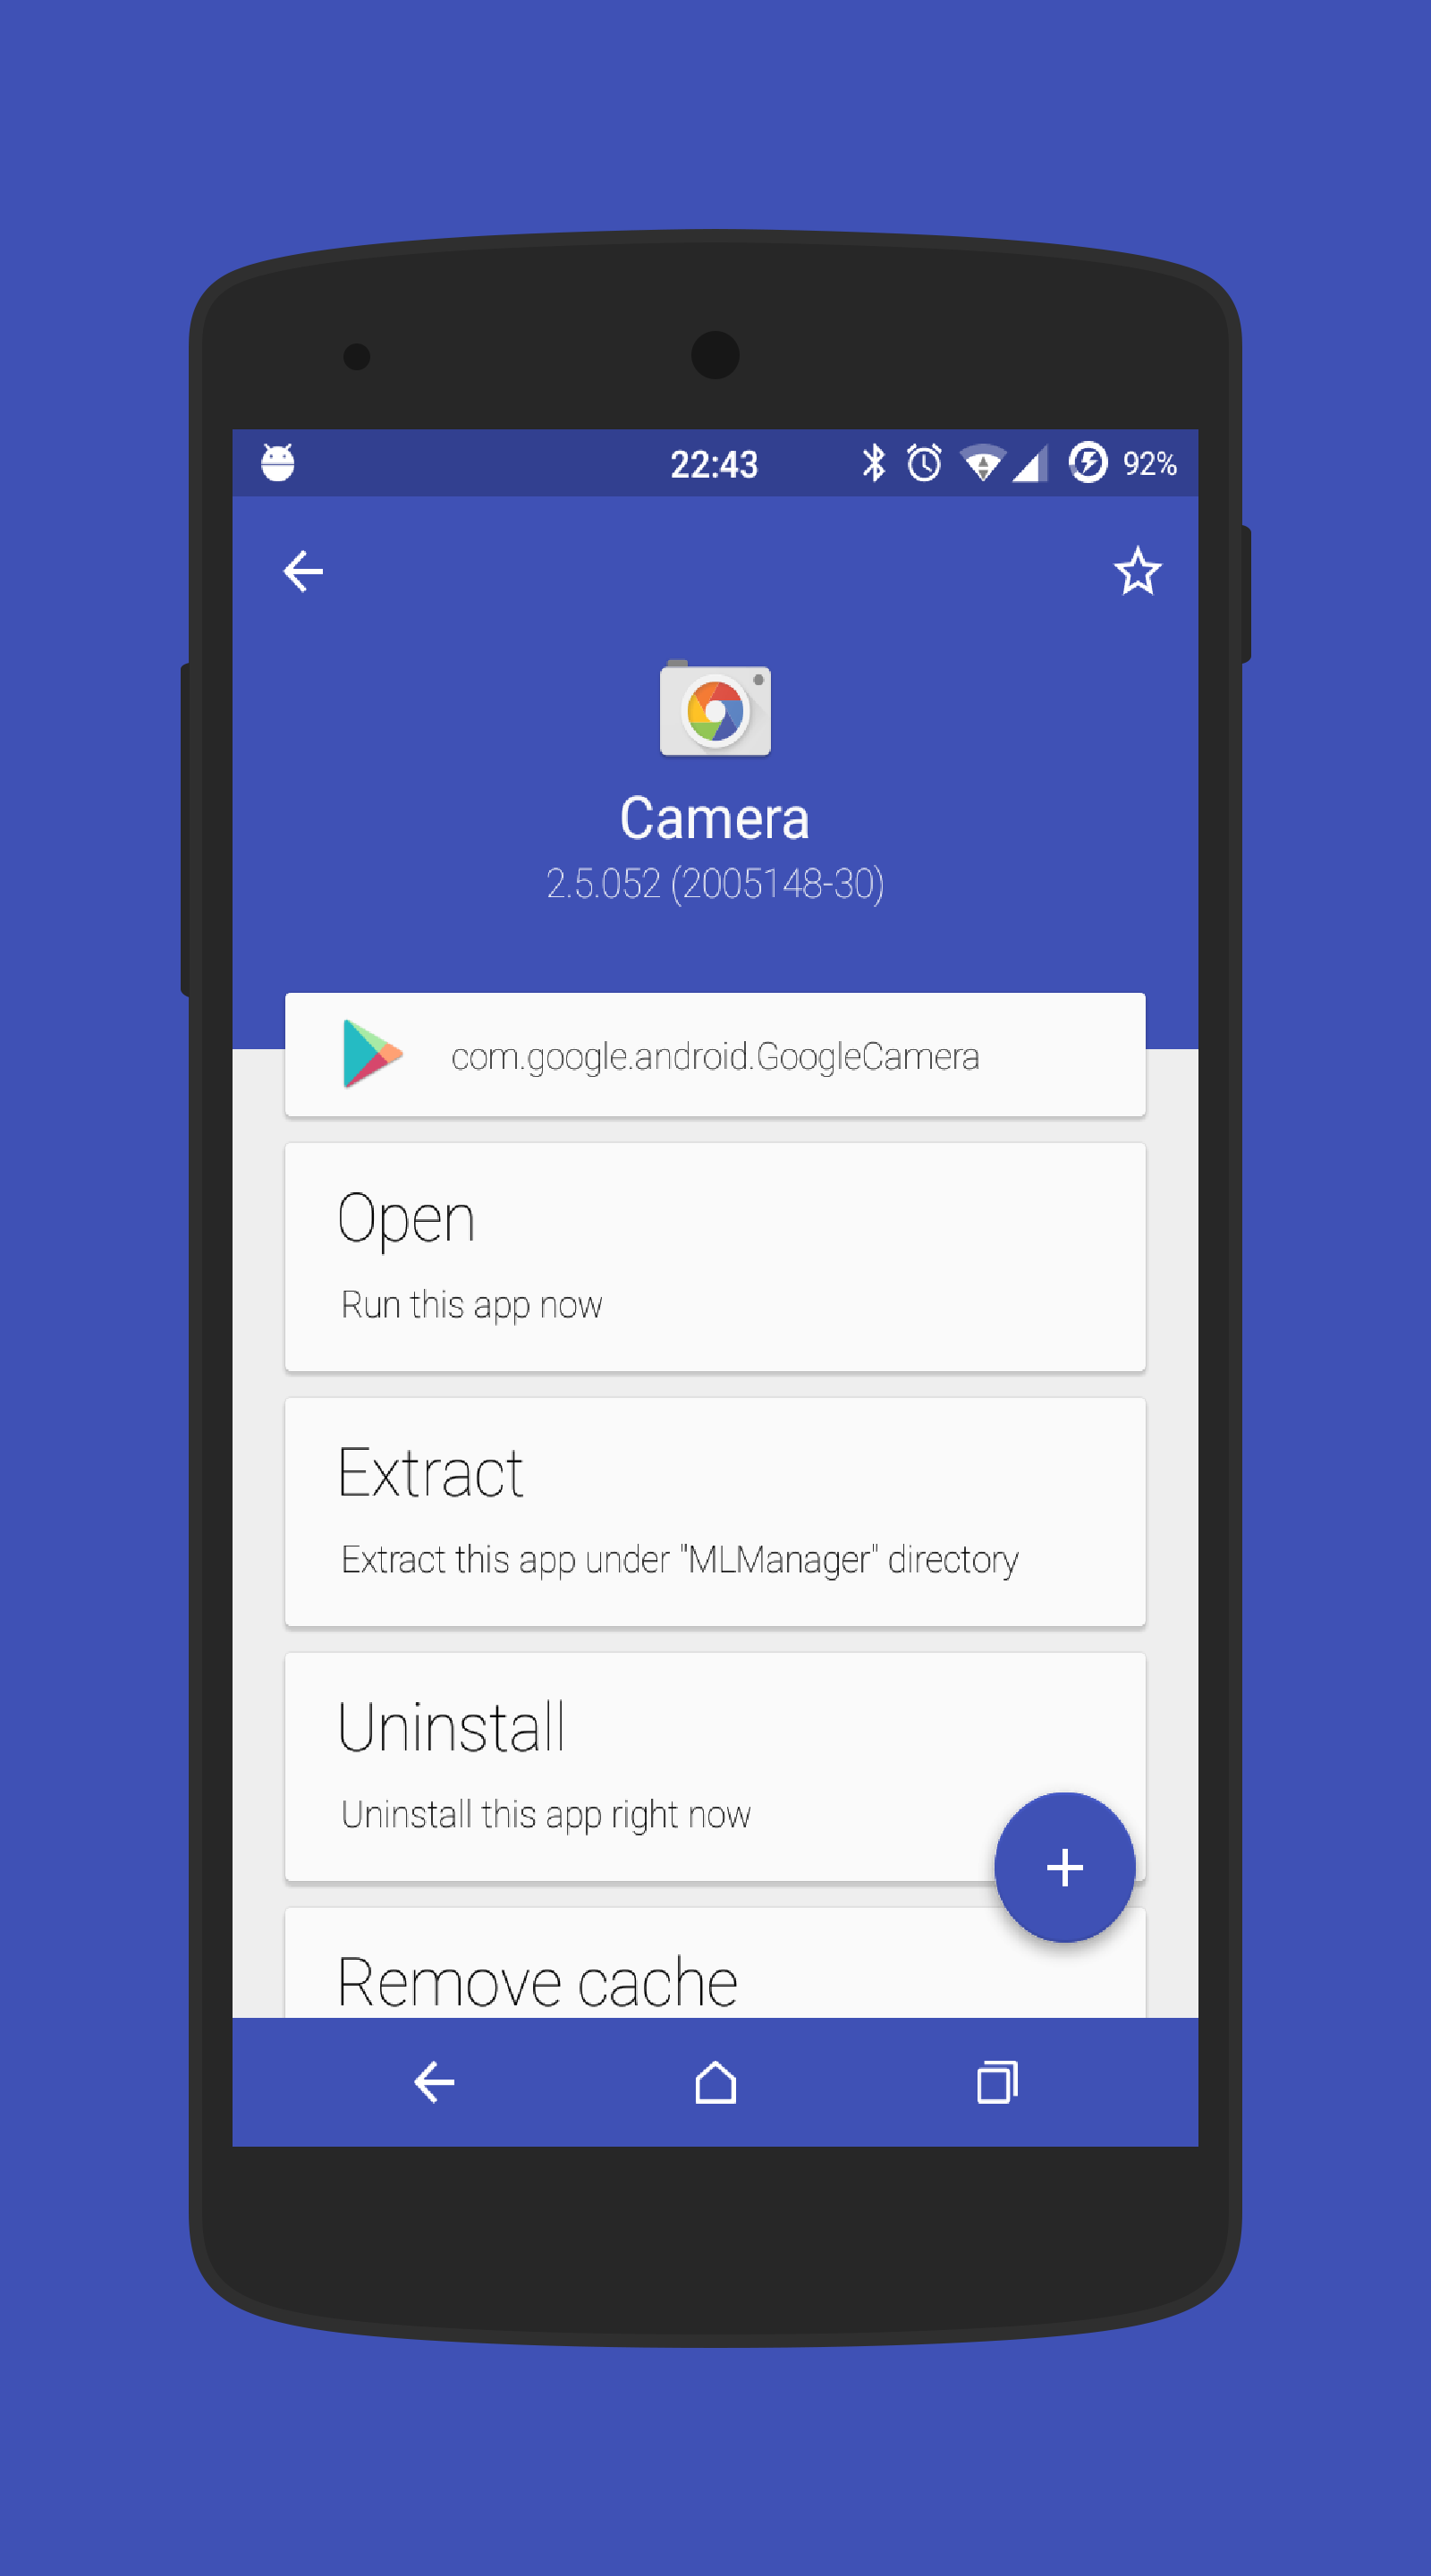 22:43 92%
Camera
2.5.052 (2005148-30)
com.google.android.GoogleCamera
Open
Run this app now
Extract
Extract this app under "MLManager" directory
Uninstall
Uninstall this app right now
Remove cache